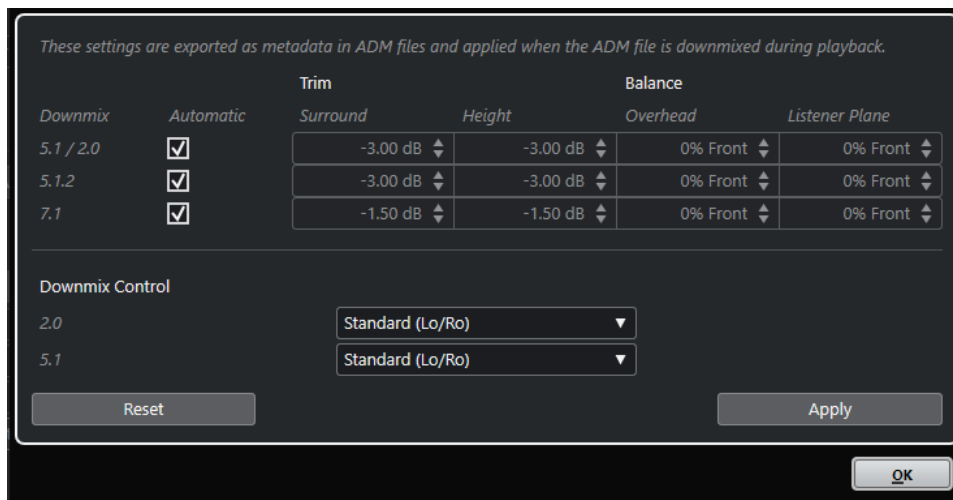 These settings are exported as metadata in ADM files and applied when the ADM file is downmixed during playback.
Trim Balance
Downmix Automatic Surround Height Overhead Listener Plane
5.1 / 2.0 -3.00 dB -3.00 dB 0% Front 0% Front
5.1.2 -3.00 dB -3.00 dB 0% Front 0% Front
7.1 -1.50 dB -1.50 dB 0% Front 0% Front
Downmix Control
2.0 Standard (Lo/Ro)
5.1 Standard (Lo/Ro)
Reset Apply
OK